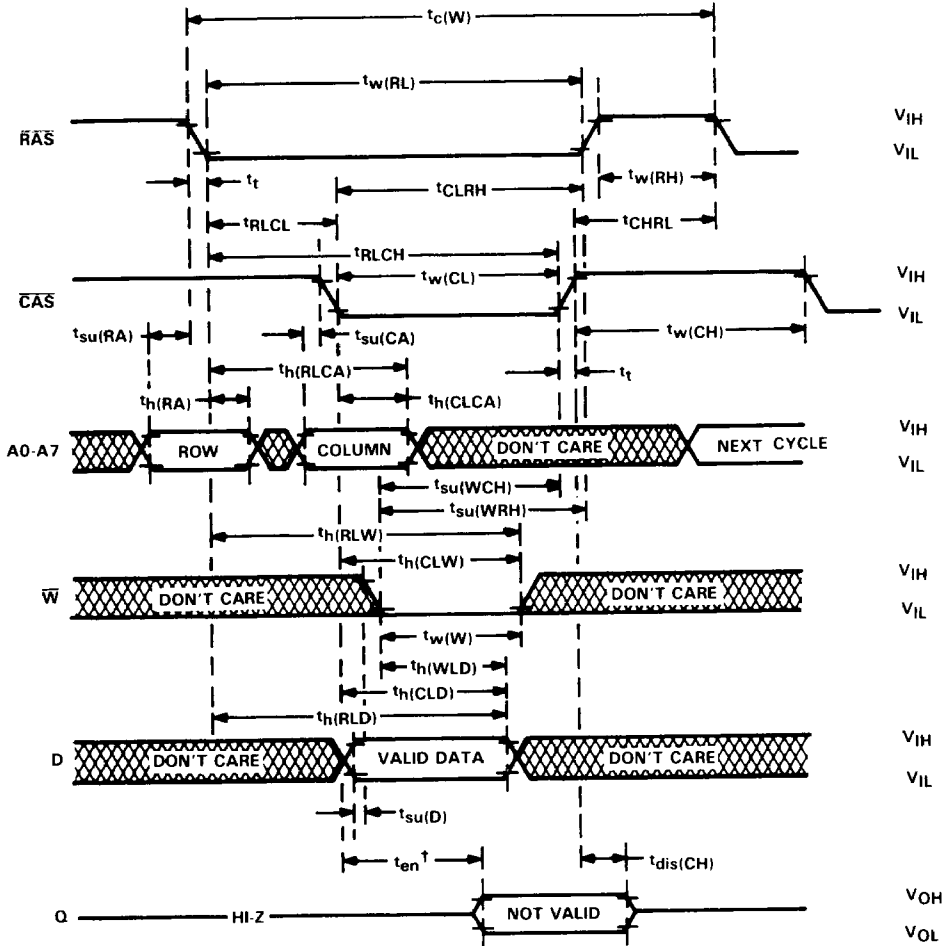 tc(W)
tw(RL)
RAS
VIH
VIL
tt
tCLRH
tw(RH)
tRLCL
tCHRL
tRLCH
CAS
tw(CL)
VIH
VIL
tsu(RA)
tsu(CA)
tw(CH)
th(RLCA)
tt
th(RA)
th(CLCA)
A0-A7
ROW
COLUMN
DON'T CARE
NEXT CYCLE
VIH
VIL
tsu(WCH)
tsu(WRH)
th(RLW)
th(CLW)
W
DON'T CARE
DON'T CARE
VIH
VIL
tw(W)
th(WLD)
th(CLD)
th(RLD)
D
DON'T CARE
VALID DATA
DON'T CARE
VIH
VIL
tsu(D)
ten†
tdis(CH)
Q
HI-Z
NOT VALID
VOH
VOL